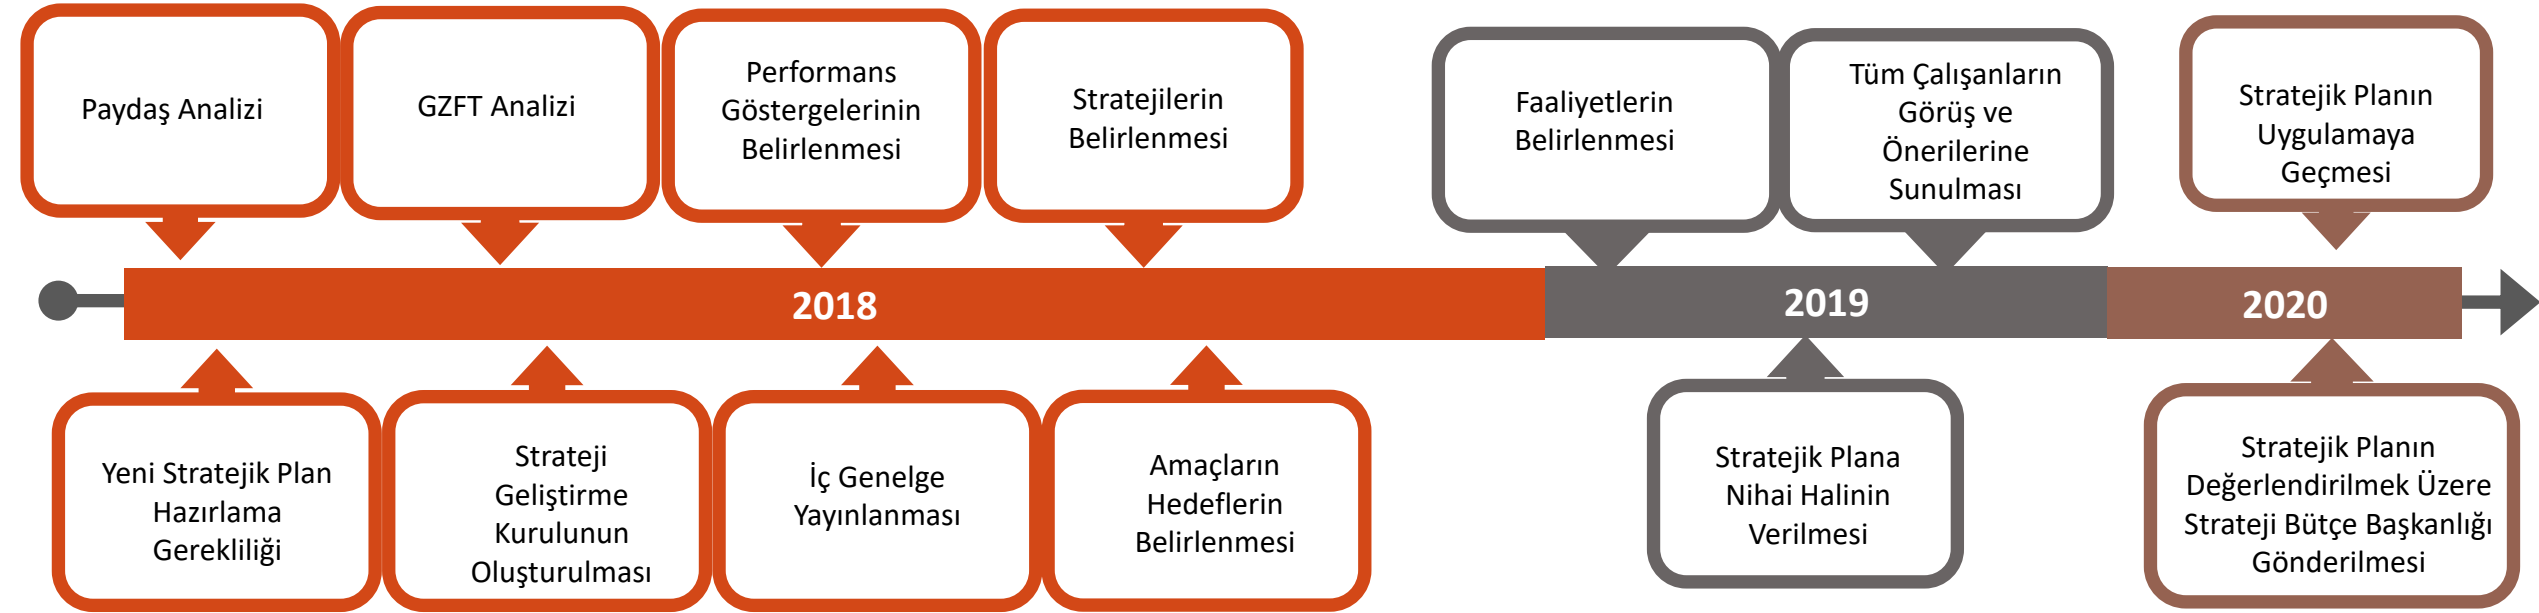 Paydaş Analizi
GZFT Analizi
Performans
Göstergelerinin
Belirlenmesi
Stratejilerin
Belirlenmesi
Faaliyetlerin
Belirlenmesi
Tüm Çalışanların
Görüş ve
Önerilerine
Sunulması
Stratejik Planın
Uygulamaya
Geçmesi
2018
2019
2020
Yeni Stratejik Plan
Hazırlama
Gerekliliği
Strateji
Geliştirme
Kurulunun
Oluşturulması
İç Genelge
Yayınlanması
Amaçların
Hedeflerin
Belirlenmesi
Stratejik Plana
Nihai Halinin
Verilmesi
Stratejik Planın
Değerlendirilmek Üzere
Strateji Bütçe Başkanlığı
Gönderilmesi